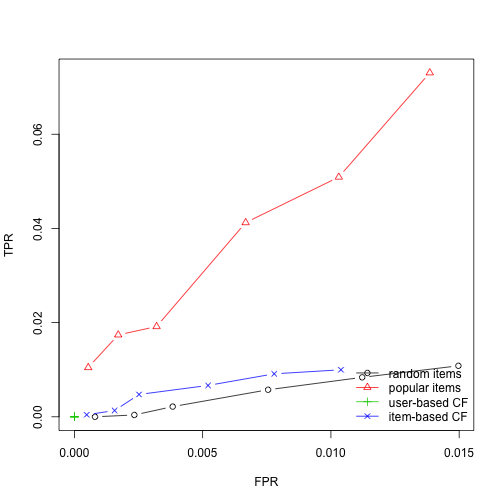 0.06
0.04
0.02
0.00
TPR
random items
popular items
user-based CF
item-based CF
0.000
0.005
0.010
0.015
FPR